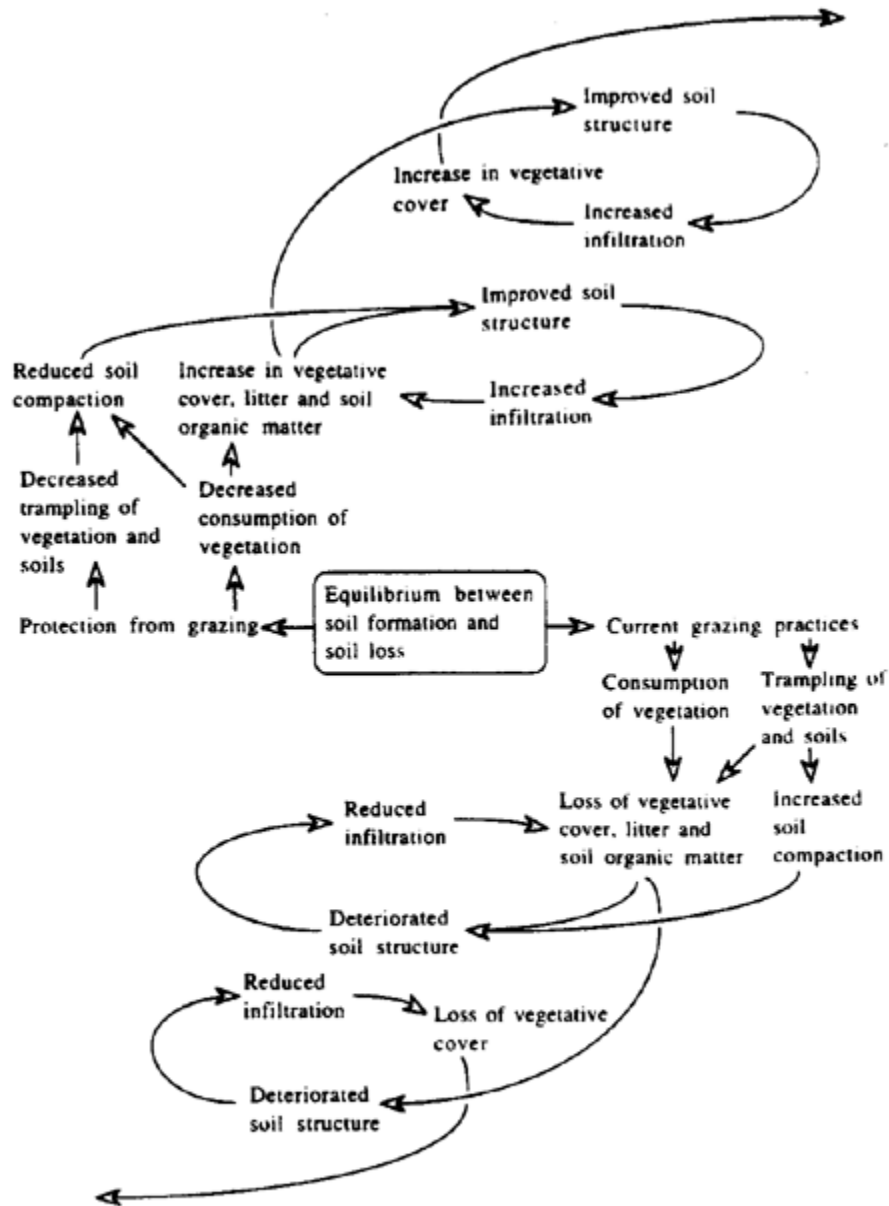 Improved soil
structure
Increase in vegetative
cover
Increased
infiltration
Improved soil
structure
Reduced soil
compaction
Increase in vegetative
cover, litter and soil
organic matter
Increased
infiltration
Decreased
trampling of
vegetation and
soils
Decreased
consumption of
vegetation
Protection from grazing
Equilibrium between
soil formation and
soil loss
Current grazing practices
Consumption
of vegetation
Trampling of
vegetation
and soils
Reduced
infiltration
Loss of vegetative
cover, litter and
soil organic matter
Increased
soil
compaction
Deteriorated
soil structure
Reduced
infiltration
Loss of vegetative
cover
Deteriorated
soil structure